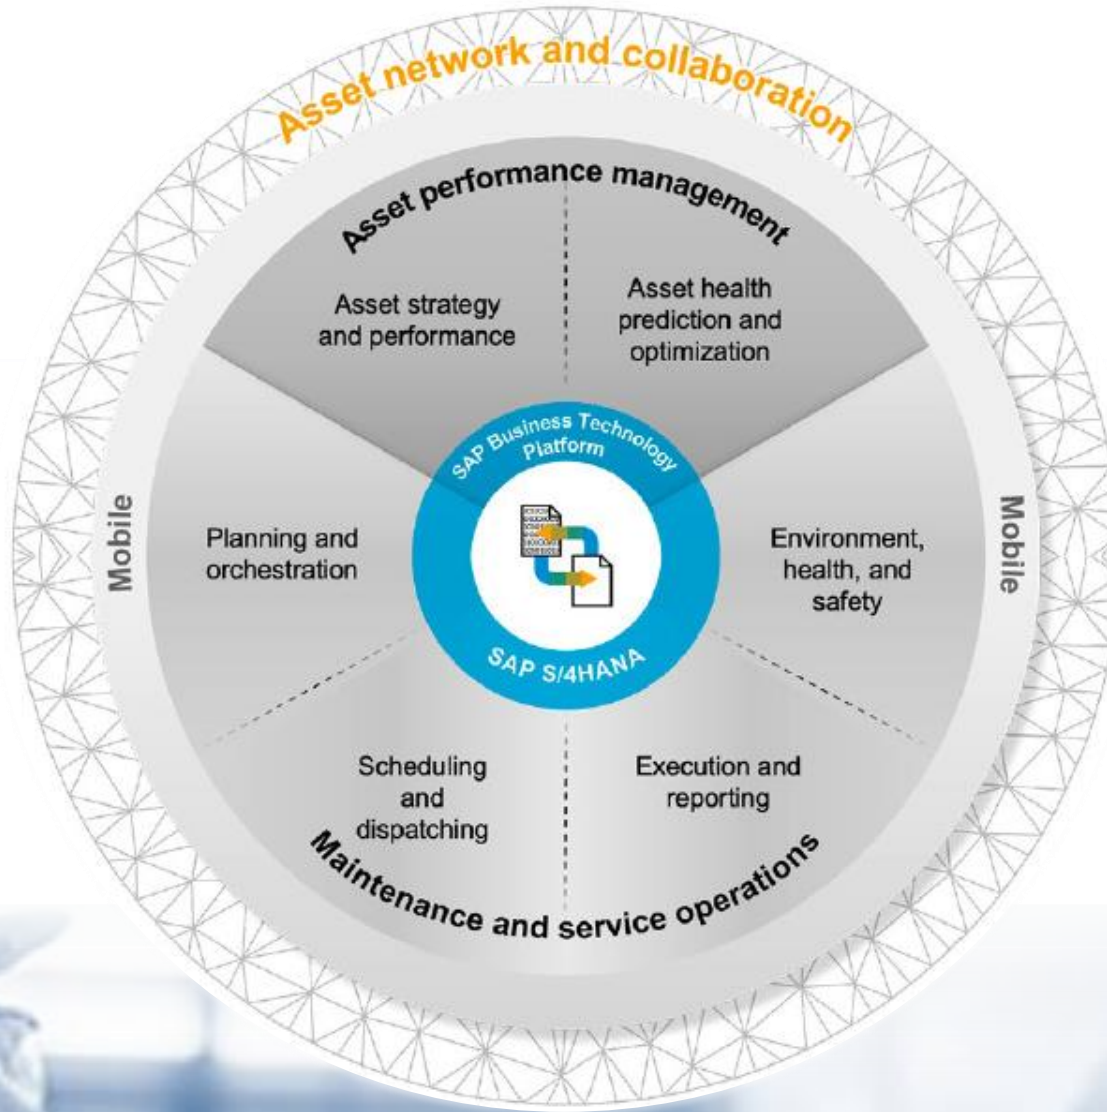 Asset network and collaboration
Asset performance management
Asset strategy
and performance
Asset health
prediction and
optimization
SAP Business Technology
Platform
Mobile
Planning and
orchestration
Environment,
health, and
safety
Mobile
SAP S/4HANA
Scheduling
and
dispatching
Execution and
reporting
Maintenance and service operations